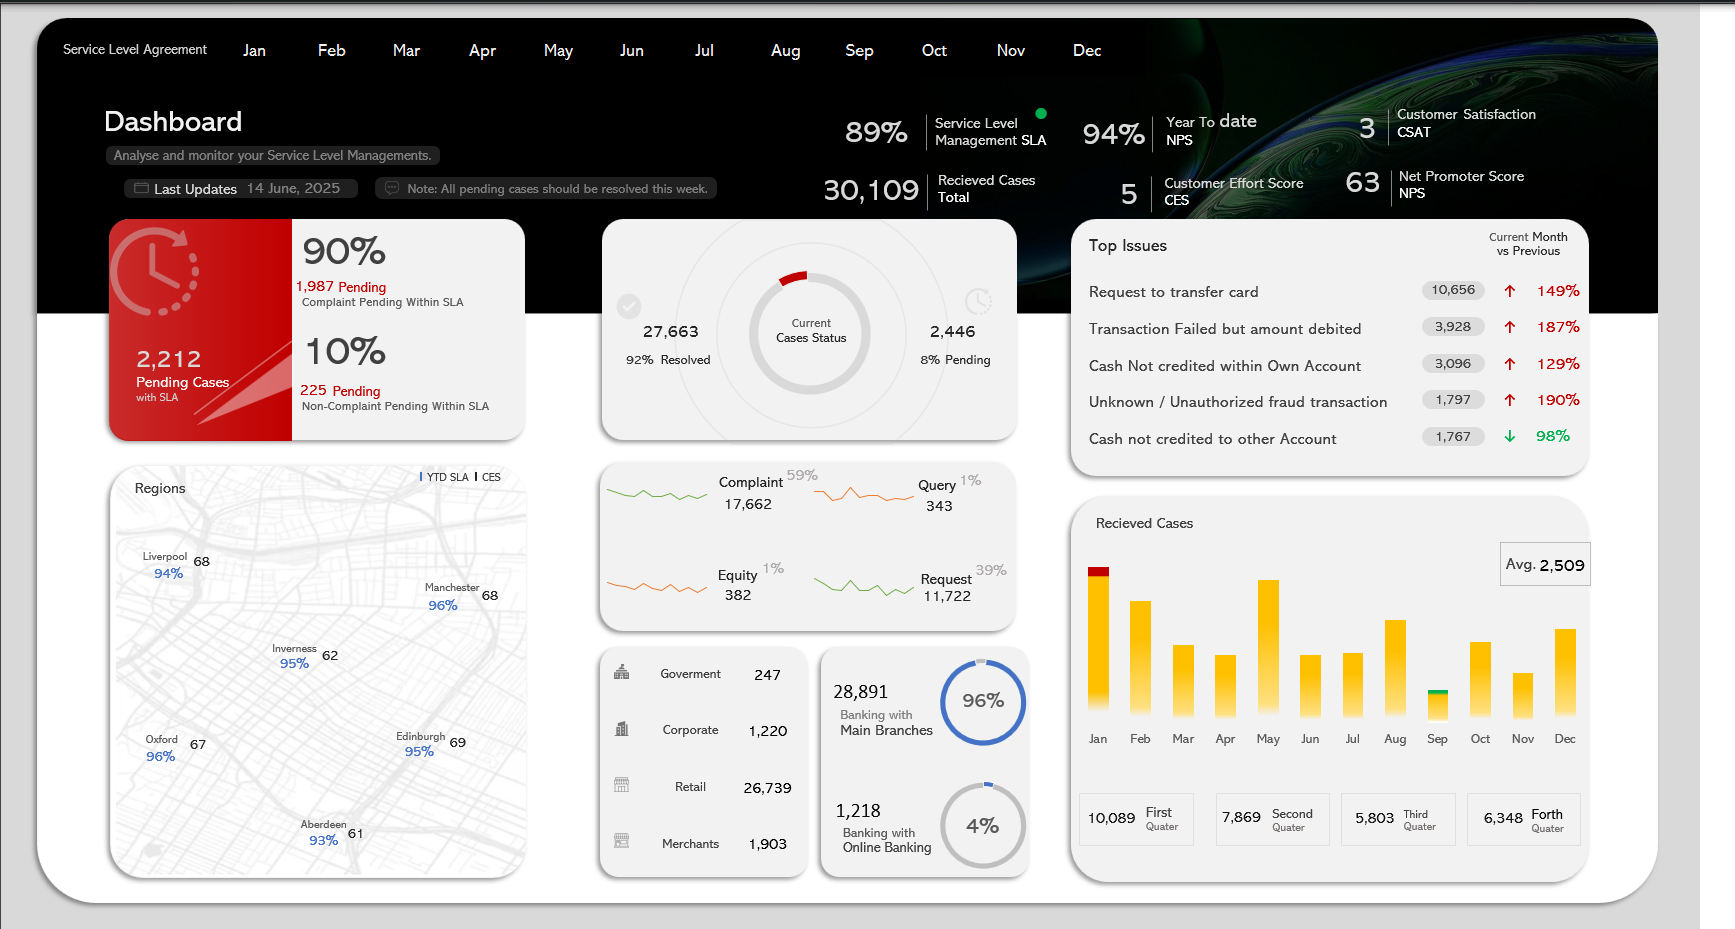 Service Level Agreement Jan Feb Mar Apr May Jun Jul Aug Sep Oct Nov Dec
Dashboard
Analyse and monitor your Service Level Managements.
Last Updates 14 June, 2025
Note: All pending cases should be resolved this week.
89%
Service Level
Management SLA
94%
Year To date
NPS
3
Customer Satisfaction
CSAT
30,109
Recieved Cases
Total
5
Customer Effort Score
CES
63
Net Promoter Score
NPS
2,212
Pending Cases
with SLA
90%
1,987 Pending
Complaint Pending Within SLA
10%
225 Pending
Non-Complaint Pending Within SLA
27,663
92% Resolved
Current
Cases Status
2,446
8% Pending
Top Issues
Current Month
vs Previous
Request to transfer card 10,656 149%
Transaction Failed but amount debited 3,928 187%
Cash Not credited within Own Account 3,096 129%
Unknown / Unauthorized fraud transaction 1,797 190%
Cash not credited to other Account 1,767 98%
Regions
YTD SLA CES
Liverpool 68
94%
Manchester 68
96%
Inverness 62
95%
Oxford 67
96%
Edinburgh 69
95%
Aberdeen 61
93%
Complaint 59%
17,662
Query 1%
343
Equity 1%
382
Request 39%
11,722
Goverment 247
Corporate 1,220
Retail 26,739
Merchants 1,903
28,891
Banking with
Main Branches
96%
1,218
Banking with
Online Banking
4%
Recieved Cases
Avg. 2,509
Jan Feb Mar Apr May Jun Jul Aug Sep Oct Nov Dec
10,089 First
Quater
7,869 Second
Quater
5,803 Third
Quater
6,348 Forth
Quater